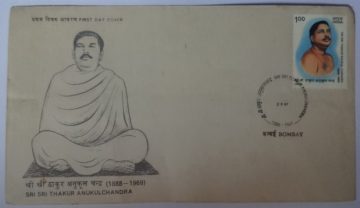 प्रथम दिवस आवरण FIRST DAY COVER
1.00
श्री श्री ठाकुर अनुकूल चन्द्र (1888-1969)
SRI SRI THAKUR ANUKULCHANDRA
बम्बई BOMBAY